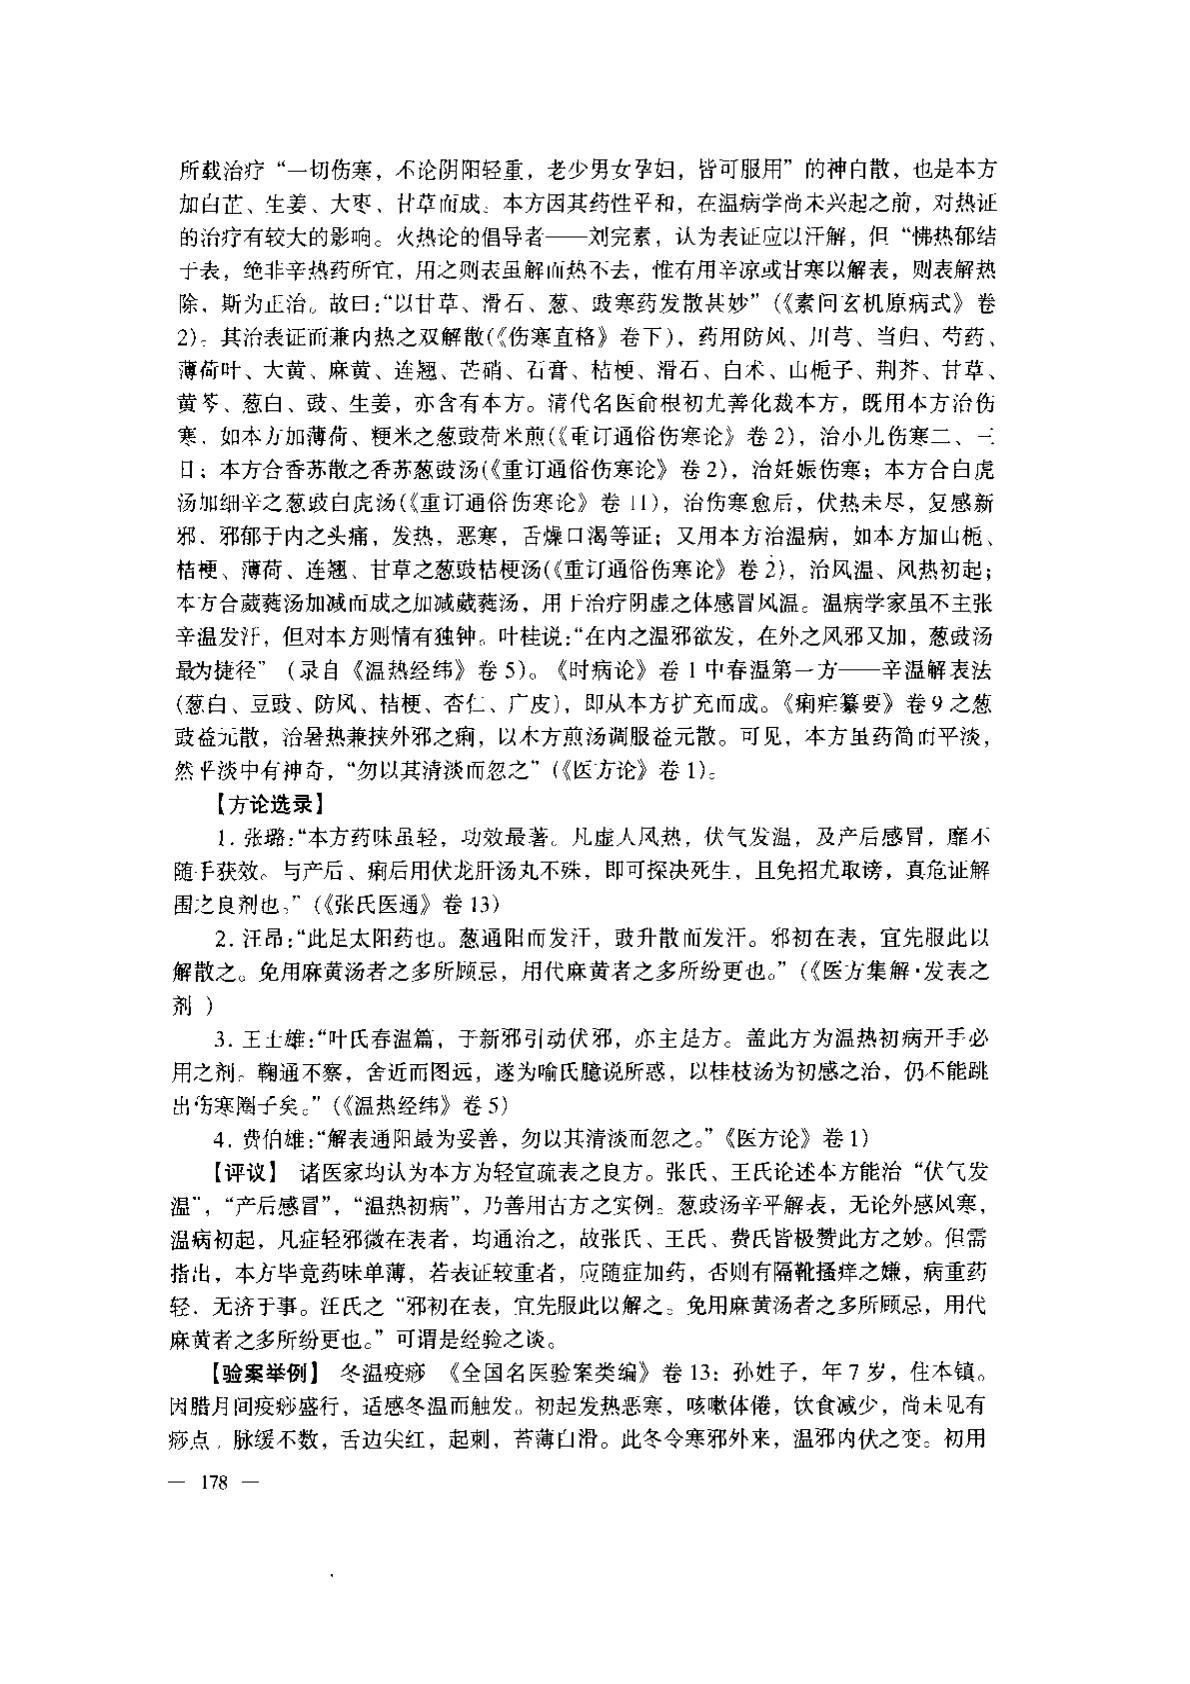 所载治疗“一切伤寒，不论阴阳轻重，老少男女孕妇，皆可服用”的神白散，也是本方
加白芷、生姜、大枣、甘草而成。本方因其药性平和，在温病学尚未兴起之前，对热证
的治疗有较大的影响。火热论的倡导者——刘完素，认为表证应以汗解，但“怫热郁结
于表，绝非辛热药所宜，用之则表虽解而热不去，惟有用辛凉或甘寒以解表，则表解热
除，斯为正治。故曰：“以甘草、滑石、葱、豉寒药发散甚妙”（《素问玄机原病式》卷
2）。其治表证而兼内热之双解散(《伤寒直格》卷下)，药用防风、川芎、当归、芍药、
薄荷叶、大黄、麻黄、连翘、芒硝、石膏、桔梗、滑石、白术、山栀子、荆芥、甘草、
黄芩、葱白、豉、生姜，亦含有本方。清代名医俞根初尤善化裁本方，既用本方治伤
寒，如本方加薄荷、粳米之葱豉荷米煎(《重订通俗伤寒论》卷2)，治小儿伤寒二、三
日；本方合香苏散之香苏葱豉汤(《重订通俗伤寒论》卷2)，治妊娠伤寒；本方合白虎
汤加细辛之葱豉白虎汤(《重订通俗伤寒论》卷11)，治伤寒愈后，伏热未尽，复感新
邪，邪郁于内之头痛，发热，恶寒，舌燥口渴等证；又用本方治温病，如本方加山栀、
桔梗、薄荷、连翘、甘草之葱豉桔梗汤(《重订通俗伤寒论》卷2)，治风温、风热初起；
本方合葳蕤汤加减而成之加减葳蕤汤，用于治疗阴虚之体感冒风温。温病学家虽不主张
辛温发汗，但对本方则情有独钟。叶桂说：“在内之温邪欲发，在外之风邪又加，葱豉汤
最为捷径”（录自《温热经纬》卷5）。《时病论》卷1中春温第一方——辛温解表法
(葱白、豆豉、防风、桔梗、杏仁、广皮)，即从本方扩充而成。《痢疟纂要》卷9之葱
豉益元散，治暑热兼挟外邪之痢，以本方煎汤调服益元散。可见，本方虽药简而平淡，
然平淡中有神奇，“勿以其清淡而忽之”（《医方论》卷1）。
【方论选录】
1. 张璐：“本方药味虽轻，功效最著。凡虚人风热，伏气发温，及产后感冒，靡不
随手获效。与产后、痢后用伏龙肝汤丸不殊，即可探决死生，且免招尤取谤，真危证解
围之良剂也。”（《张氏医通》卷13）
2. 汪昂：“此足太阳药也。葱通阳而发汗，豉升散而发汗。邪初在表，宜先服此以
解散之。免用麻黄汤者之多所顾忌，用代麻黄者之多所纷更也。”（《医方集解·发表之
剂 ）
3. 王士雄：“叶氏春温篇，于新邪引动伏邪，亦主是方。盖此方为温热初病开手必
用之剂。鞠通不察，舍近而图远，遂为喻氏臆说所惑，以桂枝汤为初感之治，仍不能跳
出伤寒圈子矣。”（《温热经纬》卷5）
4. 费伯雄：“解表通阳最为妥善，勿以其清淡而忽之。”《医方论》卷1）
【评议】 诸医家均认为本方为轻宣疏表之良方。张氏、王氏论述本方能治“伏气发
温”，“产后感冒”，“温热初病”，乃善用古方之实例。葱豉汤辛平解表，无论外感风寒，
温病初起，凡症轻邪微在表者，均通治之，故张氏、王氏、费氏皆极赞此方之妙。但需
指出，本方毕竟药味单薄，若表证较重者，应随症加药，否则有隔靴搔痒之嫌，病重药
轻，无济于事。汪氏之“邪初在表，宜先服此以解之。免用麻黄汤者之多所顾忌，用代
麻黄者之多所纷更也。”可谓是经验之谈。
【验案举例】 冬温疫痧 《全国名医验案类编》卷13：孙姓子，年7岁，住本镇。
因腊月间疫痧盛行，适感冬温而触发。初起发热恶寒，咳嗽体倦，饮食减少，尚未见有
痧点，脉缓不数，舌边尖红，起刺，苔薄白滑。此冬令寒邪外来，温邪内伏之变。初用
— 178 —